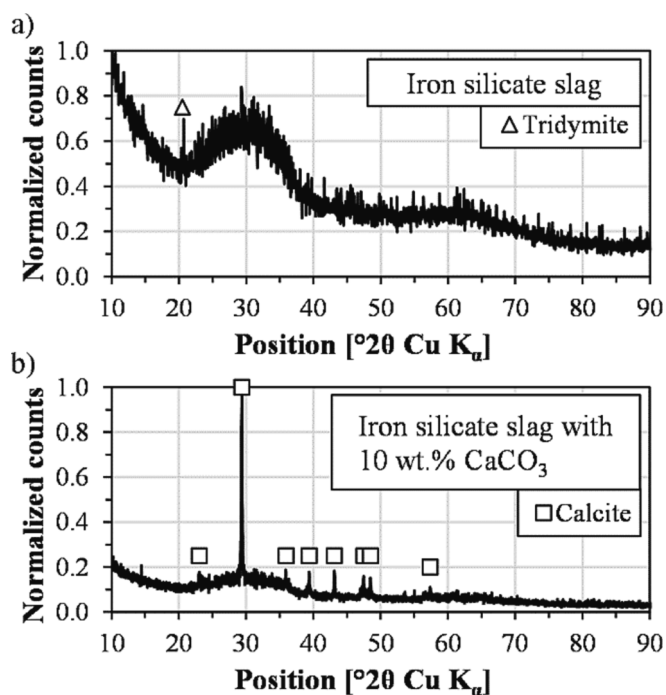 a)
1.0
Iron silicate slag
0.8
△ Tridymite
0.6
0.4
0.2
0.0
Normalized counts
10 20 30 40 50 60 70 80 90
Position [°2θ Cu Kα]
b)
1.0
Iron silicate slag with
0.8
10 wt.% CaCO₃
0.6
□ Calcite
0.4
0.2
0.0
Normalized counts
10 20 30 40 50 60 70 80 90
Position [°2θ Cu Kα]